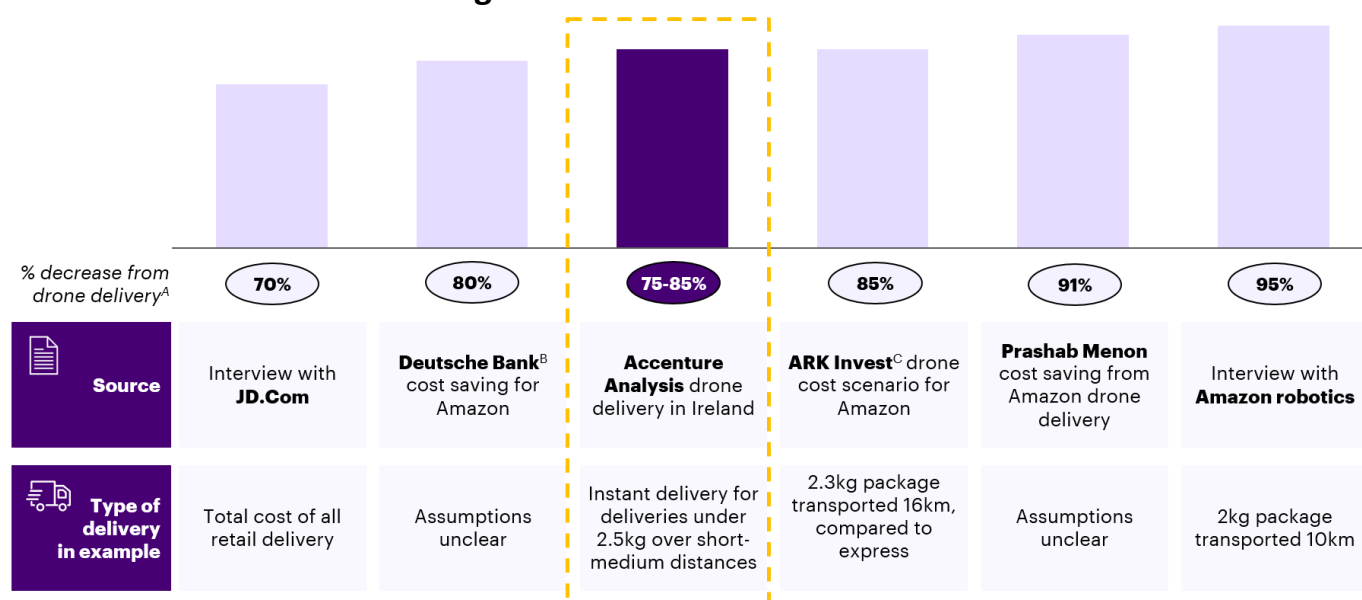 % decrease from
drone deliveryᴬ
70%
80%
75-85%
85%
91%
95%
Source
Interview with
JD.Com
Deutsche Bankᴮ
cost saving for
Amazon
Accenture
Analysis drone
delivery in Ireland
ARK Investᶜ drone
cost scenario for
Amazon
Prashab Menon
cost saving from
Amazon drone
delivery
Interview with
Amazon robotics
Type of
delivery
in example
Total cost of all
retail delivery
Assumptions
unclear
Instant delivery for
deliveries under
2.5kg over short-
medium distances
2.3kg package
transported 16km,
compared to
express
Assumptions
unclear
2kg package
transported 10km